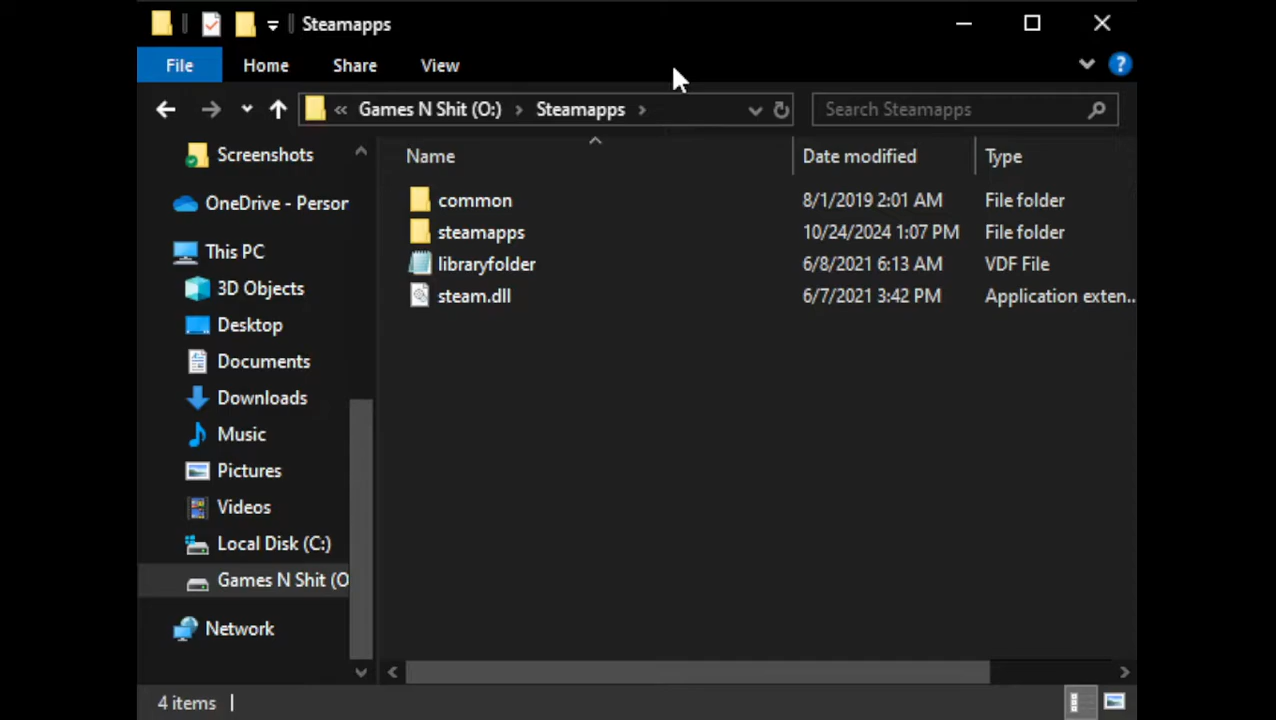 Steamapps
File Home Share View
« Games N Shit (O:) > Steamapps >
Search Steamapps
Name Date modified Type
common 8/1/2019 2:01 AM File folder
steamapps 10/24/2024 1:07 PM File folder
libraryfolder 6/8/2021 6:13 AM VDF File
steam.dll 6/7/2021 3:42 PM Application exten...
Screenshots
OneDrive - Person
This PC
3D Objects
Desktop
Documents
Downloads
Music
Pictures
Videos
Local Disk (C:)
Games N Shit (O
Network
4 items